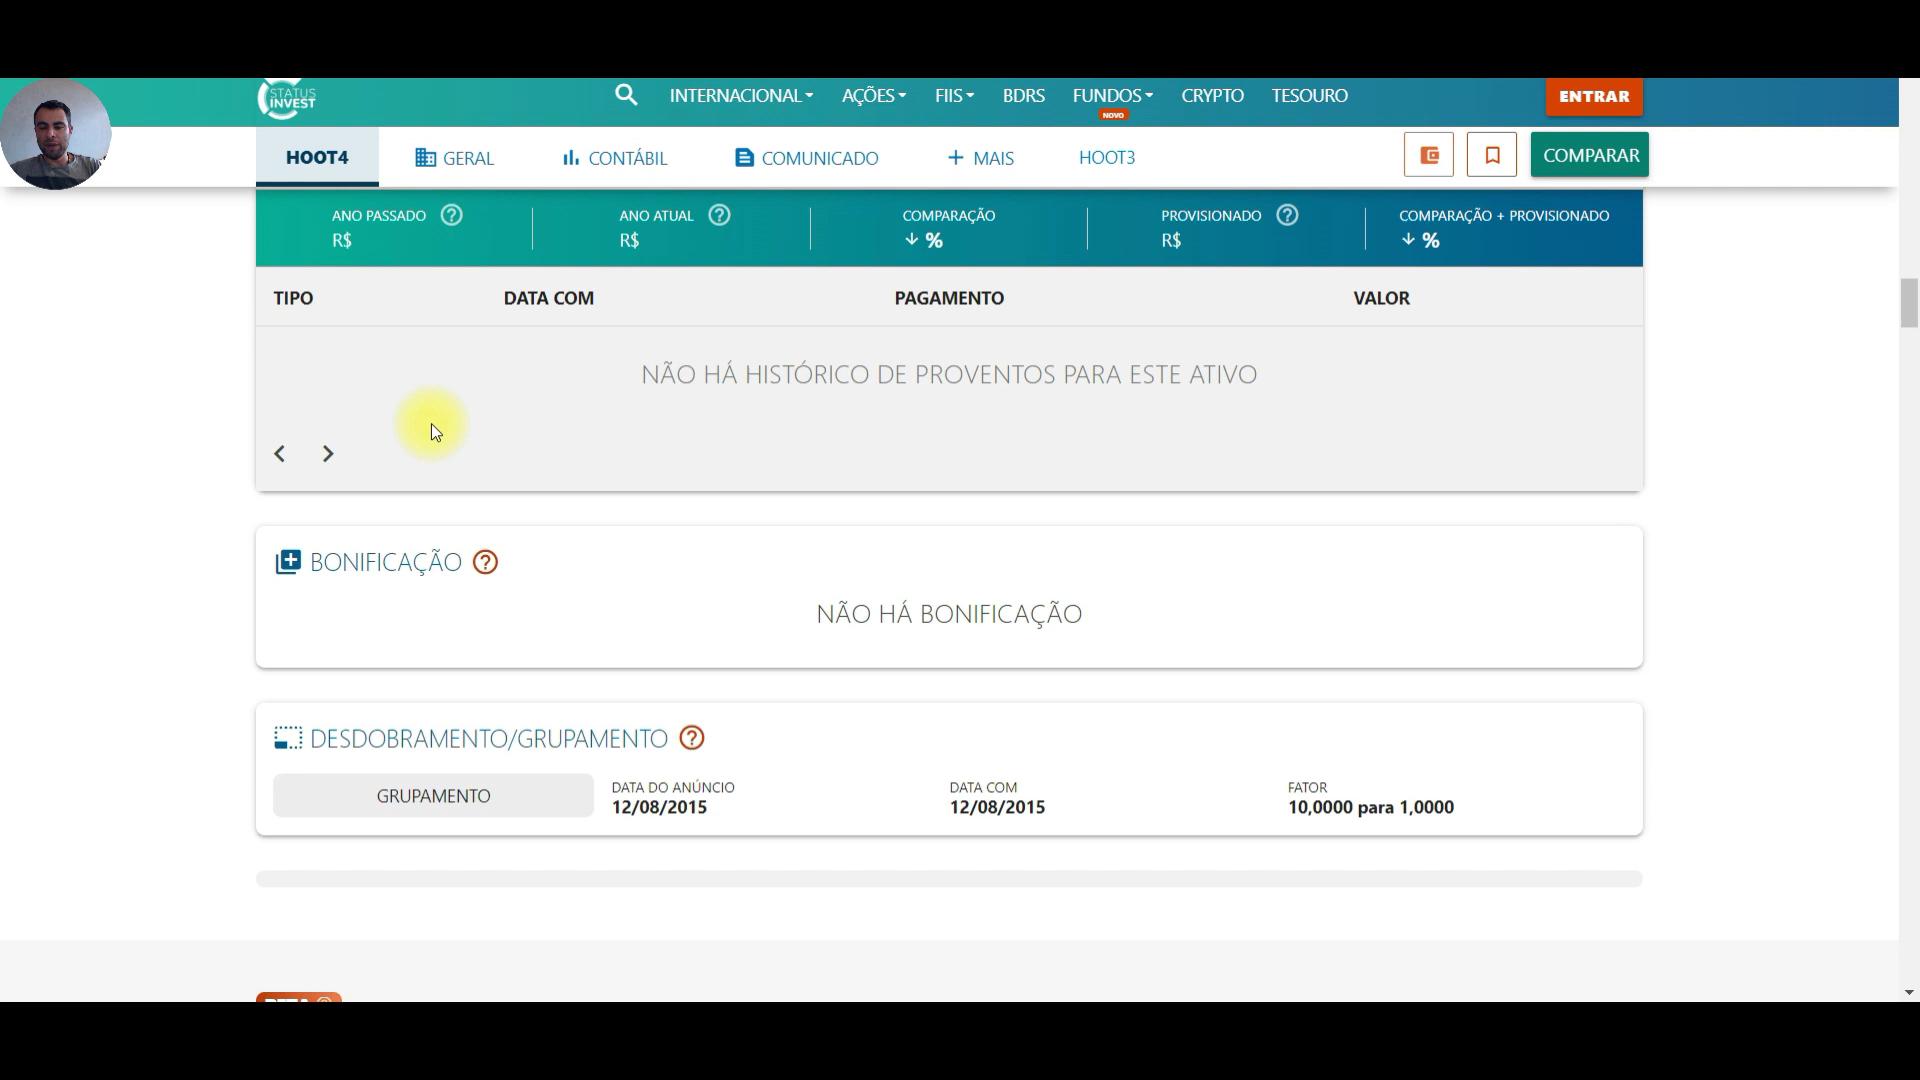 STATUS
INVEST
INTERNACIONAL AÇÕES FIIS BDRS FUNDOS CRYPTO TESOURO ENTRAR
NOVO
HOOT4 GERAL CONTÁBIL COMUNICADO + MAIS HOOT3 COMPARAR
ANO PASSADO ? ANO ATUAL ? COMPARAÇÃO PROVISIONADO ? COMPARAÇÃO + PROVISIONADO
R$ R$ ↓ % R$ ↓ %
TIPO DATA COM PAGAMENTO VALOR
NÃO HÁ HISTÓRICO DE PROVENTOS PARA ESTE ATIVO
BONIFICAÇÃO ?
NÃO HÁ BONIFICAÇÃO
DESDOBRAMENTO/GRUPAMENTO ?
GRUPAMENTO
DATA DO ANÚNCIO DATA COM FATOR
12/08/2015 12/08/2015 10,0000 para 1,0000